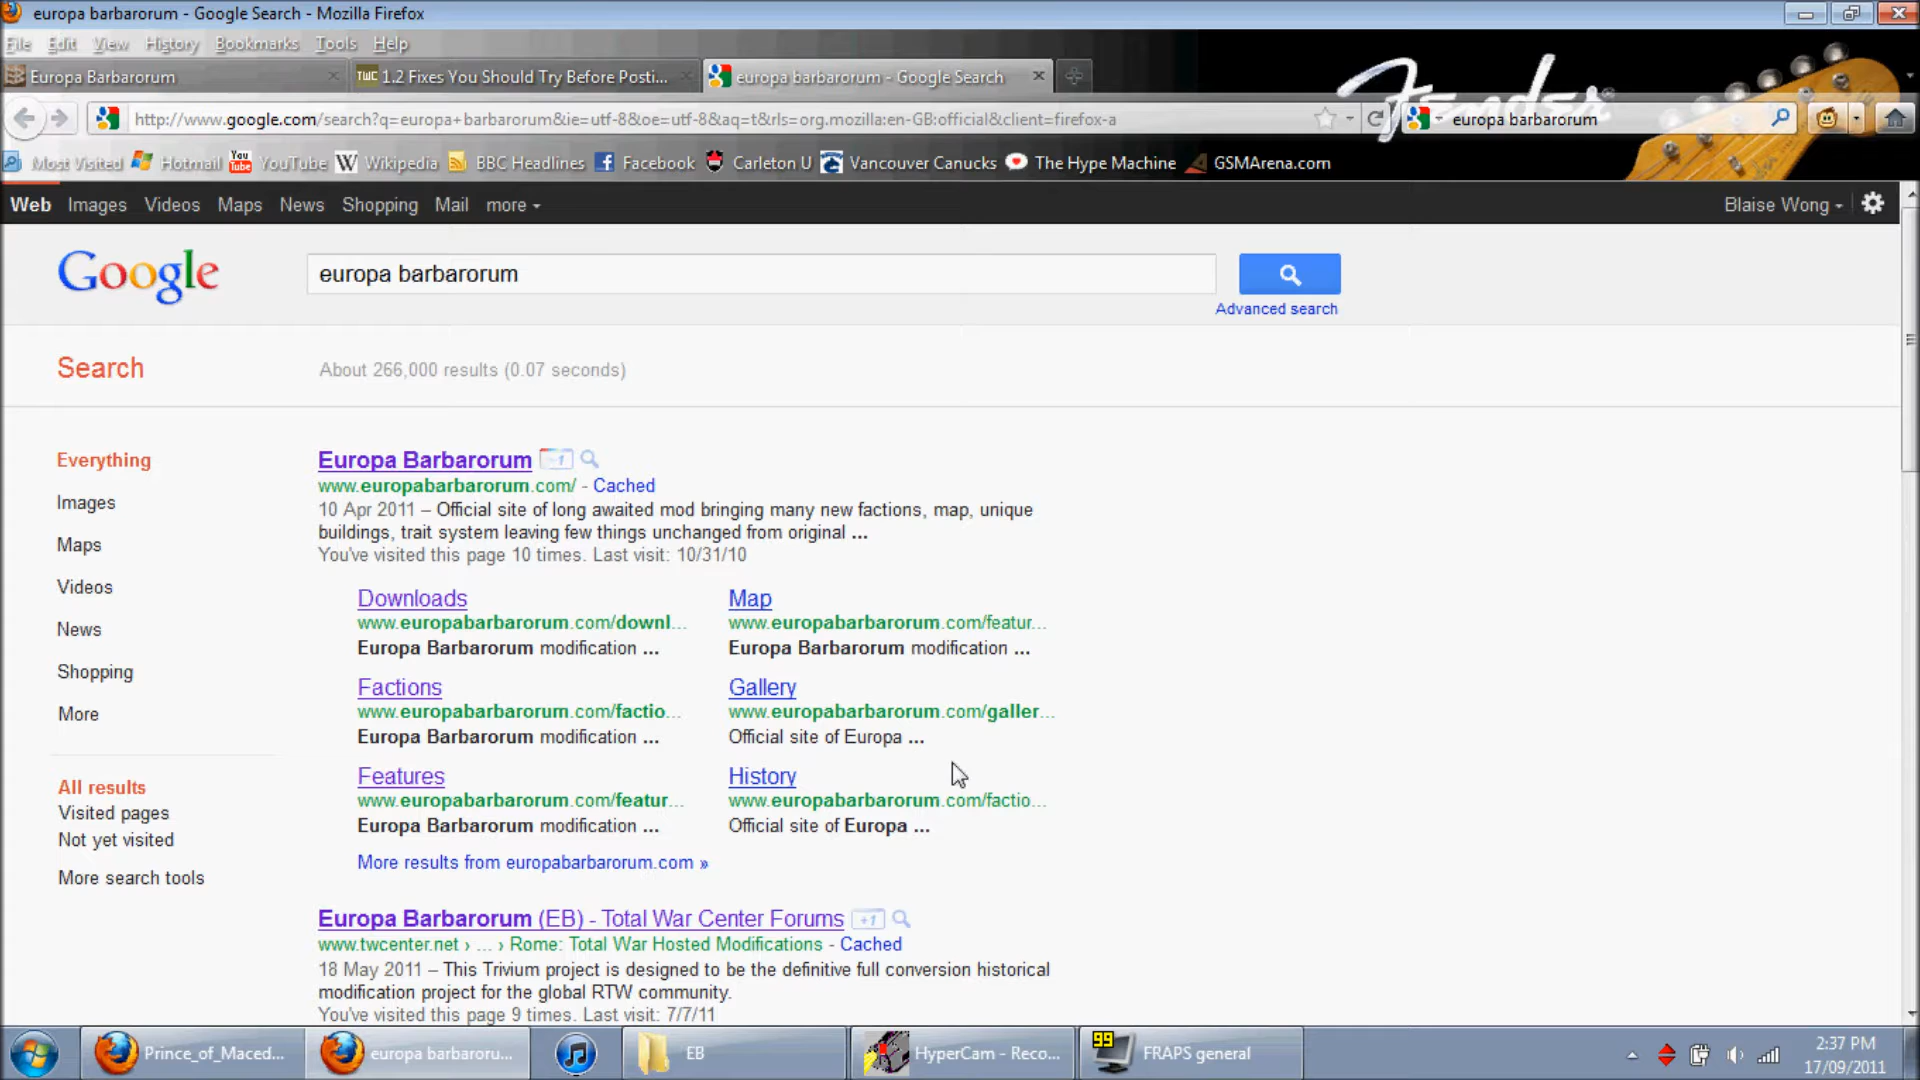 europa barbarorum - Google Search - Mozilla Firefox
File Edit View History Bookmarks Tools Help
Europa Barbarorum
TWC 1.2 Fixes You Should Try Before Posti...
europa barbarorum - Google Search
Fender
http://www.google.com/search?q=europa+barbarorum&ie=utf-8&oe=utf-8&aq=t&rls=org.mozilla:en-GB:official&client=firefox-a
europa barbarorum
Most Visited Hotmail You Tube YouTube W Wikipedia BBC Headlines f Facebook Carleton U Vancouver Canucks The Hype Machine GSMArena.com
Web Images Videos Maps News Shopping Mail more
Blaise Wong
Google
europa barbarorum
Advanced search
Search
About 266,000 results (0.07 seconds)
Everything
Images
Maps
Videos
News
Shopping
More
All results
Visited pages
Not yet visited
More search tools
Europa Barbarorum
www.europabarbarorum.com/ - Cached
10 Apr 2011 – Official site of long awaited mod bringing many new factions, map, unique
buildings, trait system leaving few things unchanged from original ...
You've visited this page 10 times. Last visit: 10/31/10
Downloads
www.europabarbarorum.com/downl...
Europa Barbarorum modification ...
Map
www.europabarbarorum.com/featur...
Europa Barbarorum modification ...
Factions
www.europabarbarorum.com/factio...
Europa Barbarorum modification ...
Gallery
www.europabarbarorum.com/galler...
Official site of Europa ...
Features
www.europabarbarorum.com/featur...
Europa Barbarorum modification ...
History
www.europabarbarorum.com/factio...
Official site of Europa ...
More results from europabarbarorum.com »
Europa Barbarorum (EB) - Total War Center Forums +1
www.twcenter.net › ... › Rome: Total War Hosted Modifications - Cached
18 May 2011 – This Trivium project is designed to be the definitive full conversion historical
modification project for the global RTW community.
You've visited this page 9 times. Last visit: 7/7/11
Prince_of_Maced...
europa barbaroru...
EB
HyperCam - Reco...
99 FRAPS general
2:37 PM
17/09/2011